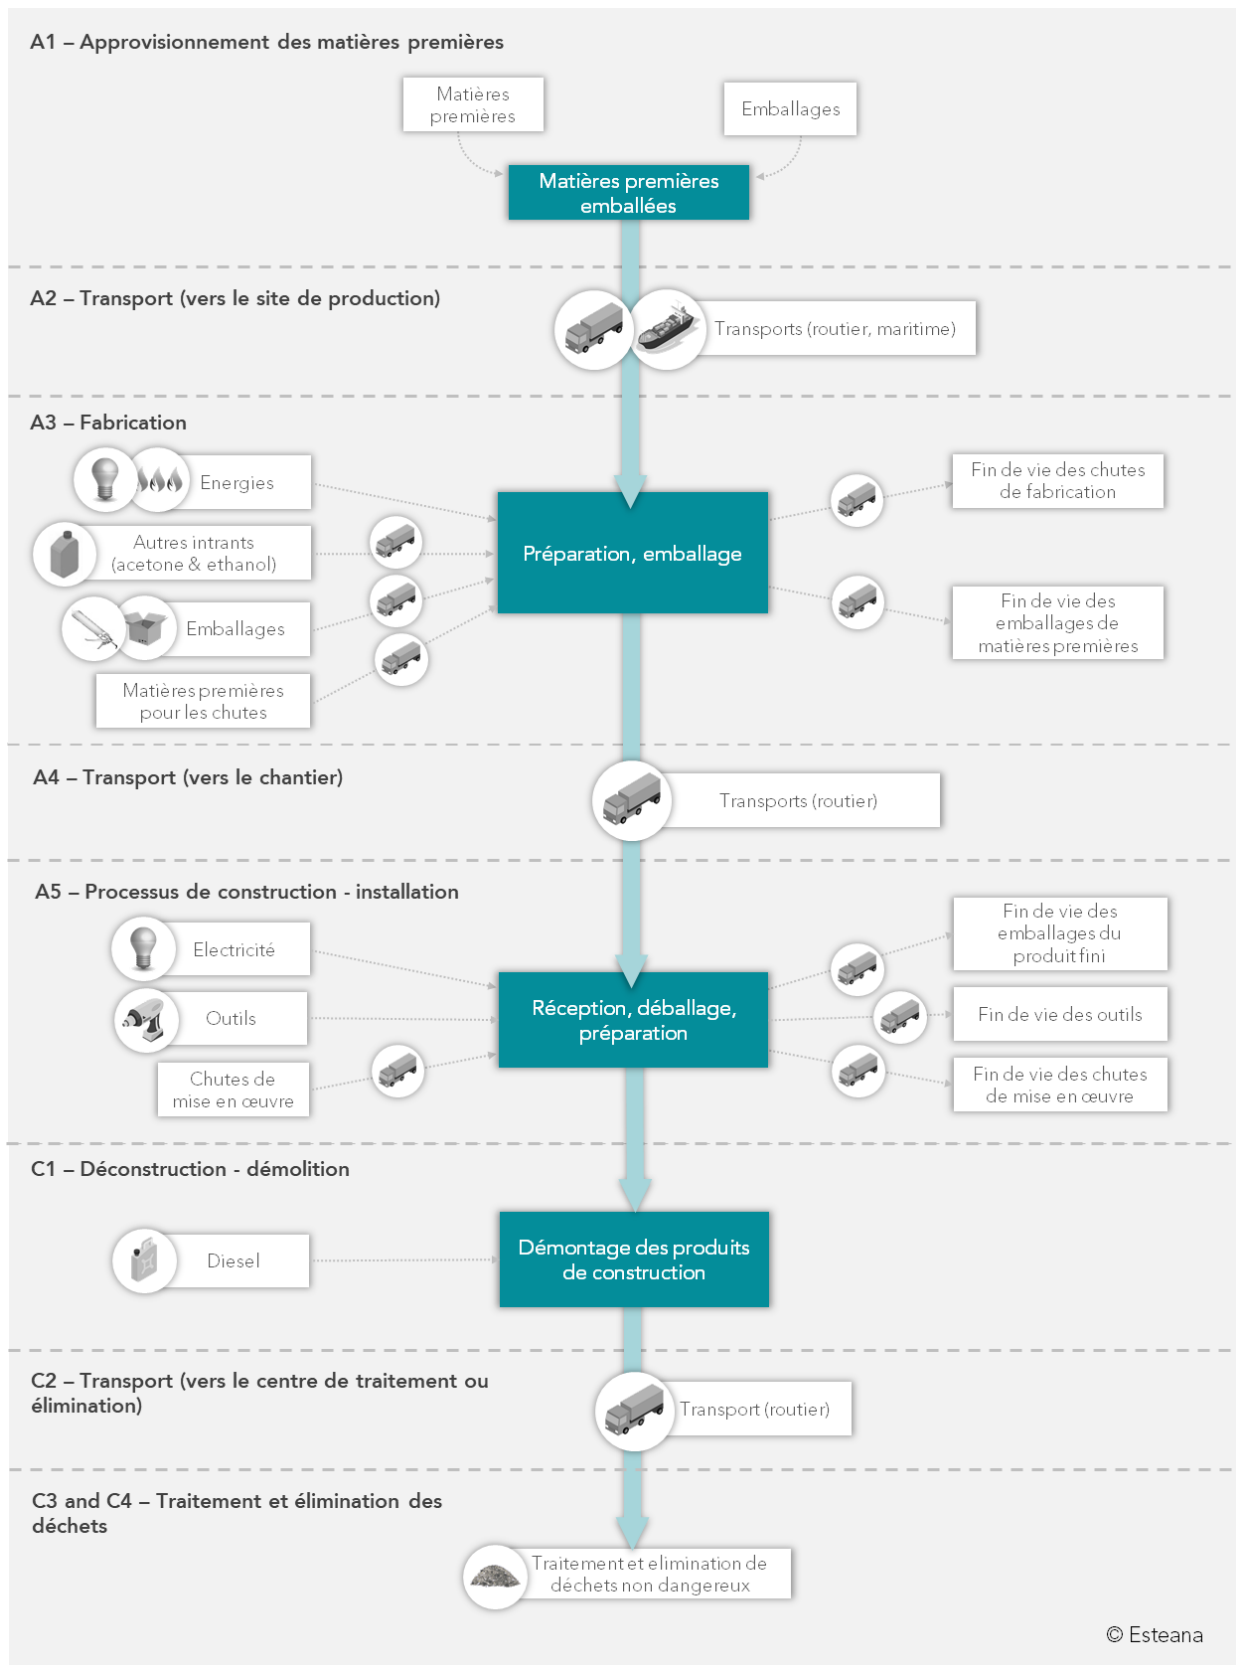 A1 – Approvisionnement des matières premières
Matières
premières
Emballages
Matières premières
emballées
A2 – Transport (vers le site de production)
Transports (routier, maritime)
A3 – Fabrication
Energies
Autres intrants
(acetone & ethanol)
Emballages
Matières premières
pour les chutes
Préparation, emballage
Fin de vie des chutes
de fabrication
Fin de vie des
emballages de
matières premières
A4 – Transport (vers le chantier)
Transports (routier)
A5 – Processus de construction - installation
Electricité
Outils
Chutes de
mise en œuvre
Réception, déballage,
préparation
Fin de vie des
emballages du
produit fini
Fin de vie des outils
Fin de vie des chutes
de mise en œuvre
C1 – Déconstruction - démolition
Diesel
Démontage des produits
de construction
C2 – Transport (vers le centre de traitement ou
élimination)
Transport (routier)
C3 and C4 – Traitement et élimination des
déchets
Traitement et elimination de
déchets non dangereux
© Esteana